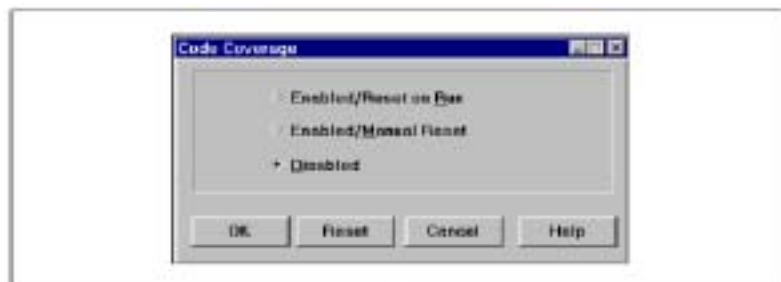 Code Coverage
Enabled/Reset on Run
Enabled/Manual Reset
Disabled
OK Reset Cancel Help